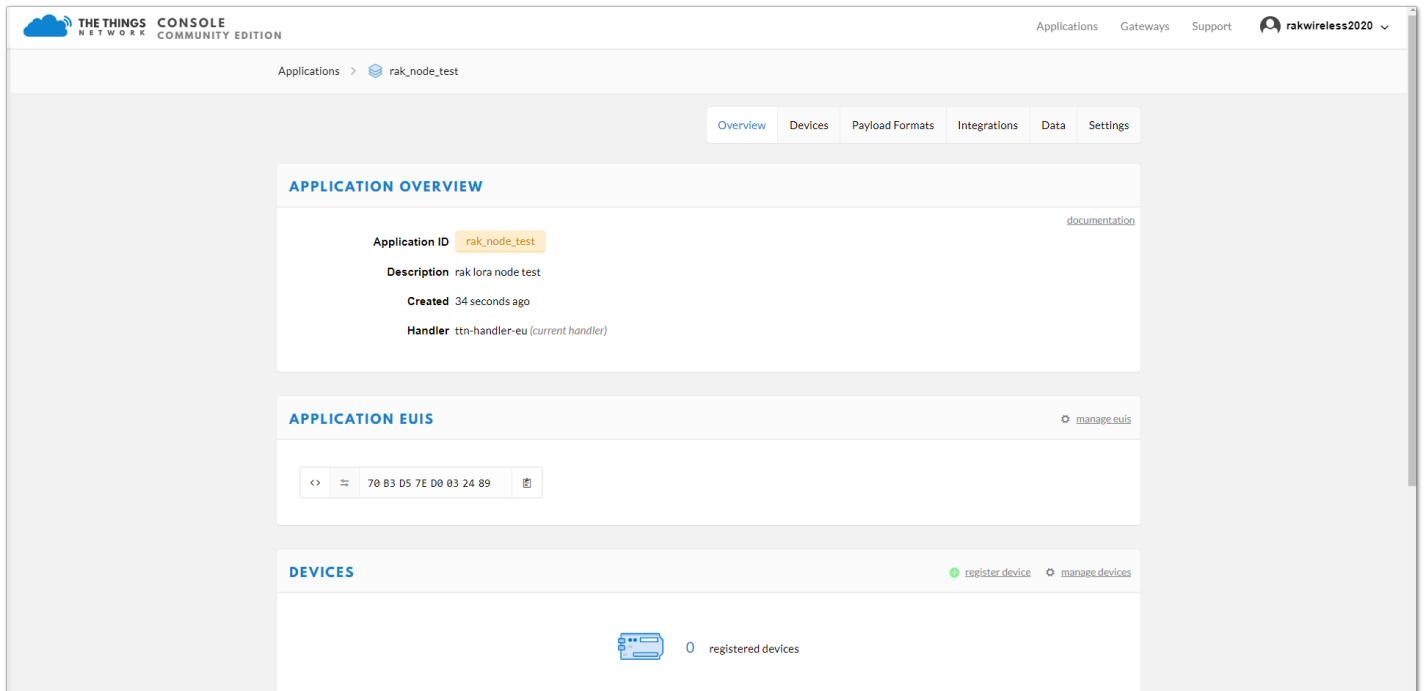 THE THINGS NETWORK CONSOLE COMMUNITY EDITION
Applications Gateways Support rakwireless2020
Applications > rak_node_test
Overview Devices Payload Formats Integrations Data Settings
APPLICATION OVERVIEW
documentation
Application ID rak_node_test
Description rak lora node test
Created 34 seconds ago
Handler ttn-handler-eu (current handler)
APPLICATION EUIS
manage euis
<> 70 B3 D5 7E D0 03 24 89
DEVICES
register device manage devices
0 registered devices